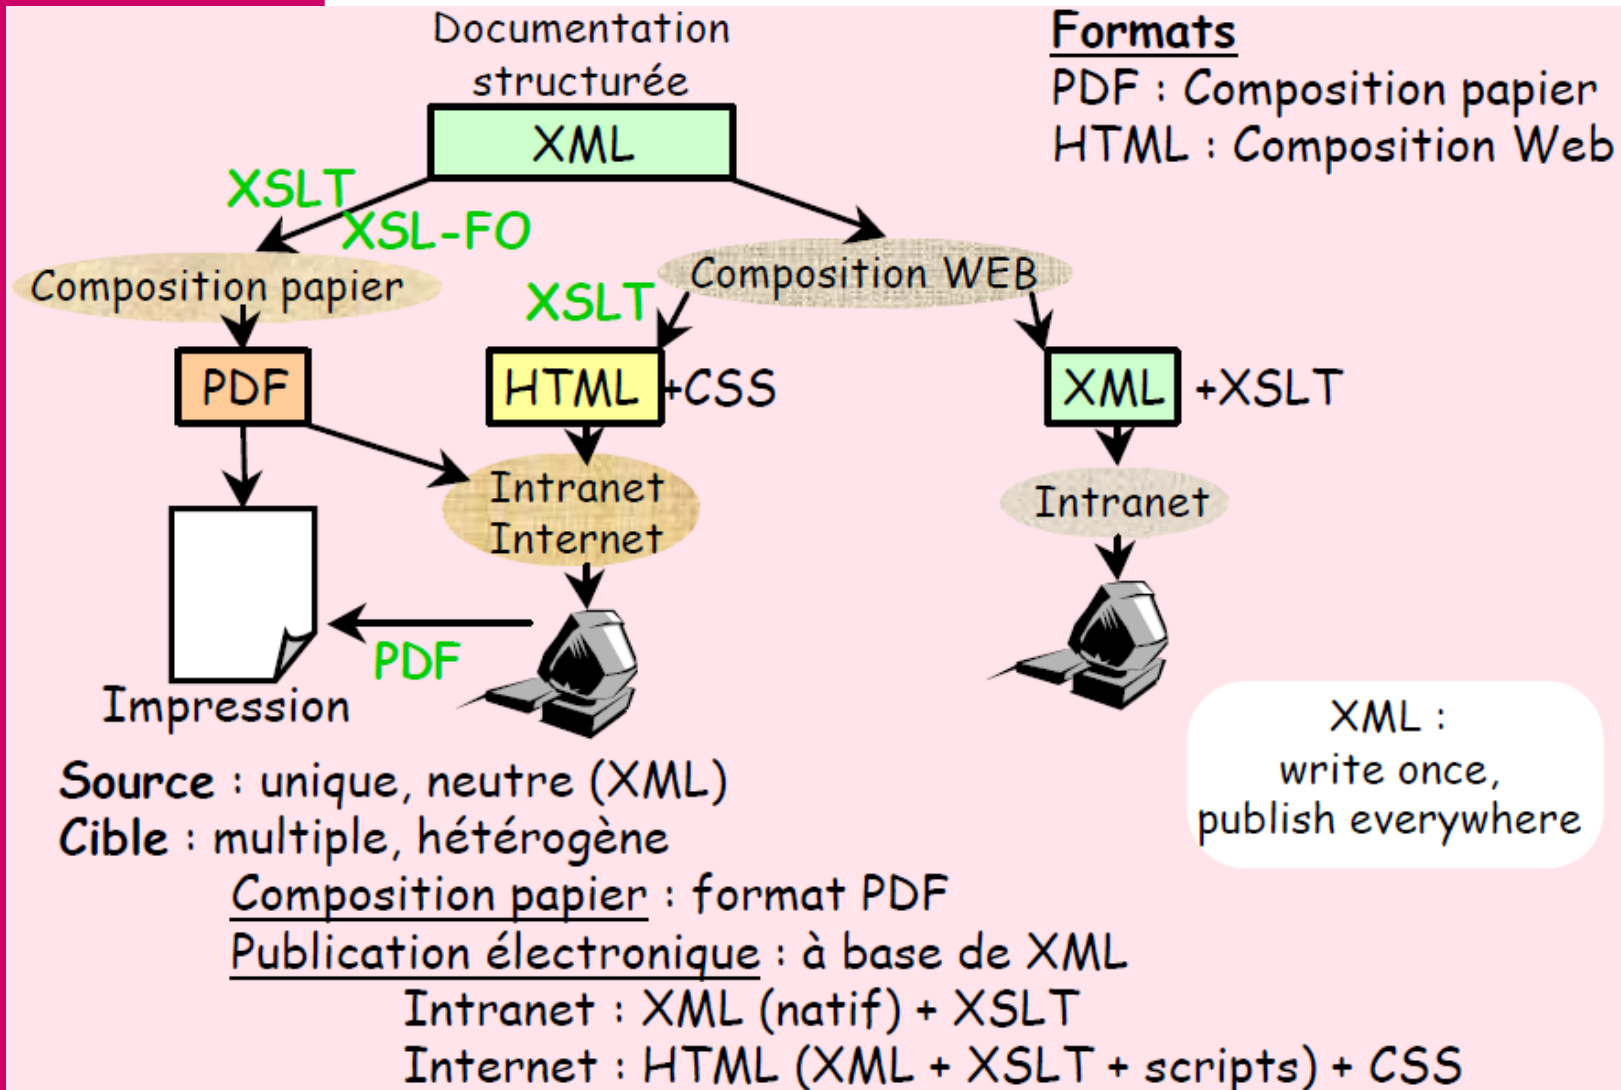 Documentation
structurée
XML
Formats
PDF : Composition papier
HTML : Composition Web
XSLT
XSL-FO
Composition papier
Composition WEB
XSLT
PDF
HTML +CSS
XML +XSLT
Intranet
Internet
Intranet
PDF
Impression
XML :
write once,
publish everywhere
Source : unique, neutre (XML)
Cible : multiple, hétérogène
Composition papier : format PDF
Publication électronique : à base de XML
Intranet : XML (natif) + XSLT
Internet : HTML (XML + XSLT + scripts) + CSS